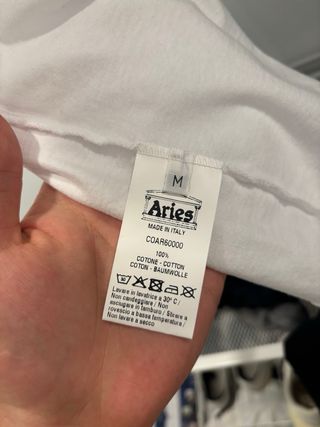 M
Aries
MADE IN ITALY
COAR60000
100%
COTONE - COTTON
COTON - BAUMWOLLE
Lavare in lavatrice a 30° C /
Non candeggiare / Non
asciugare in tamburo / Stirare a
rovescio a bassa temperatura /
Non lavare a secco